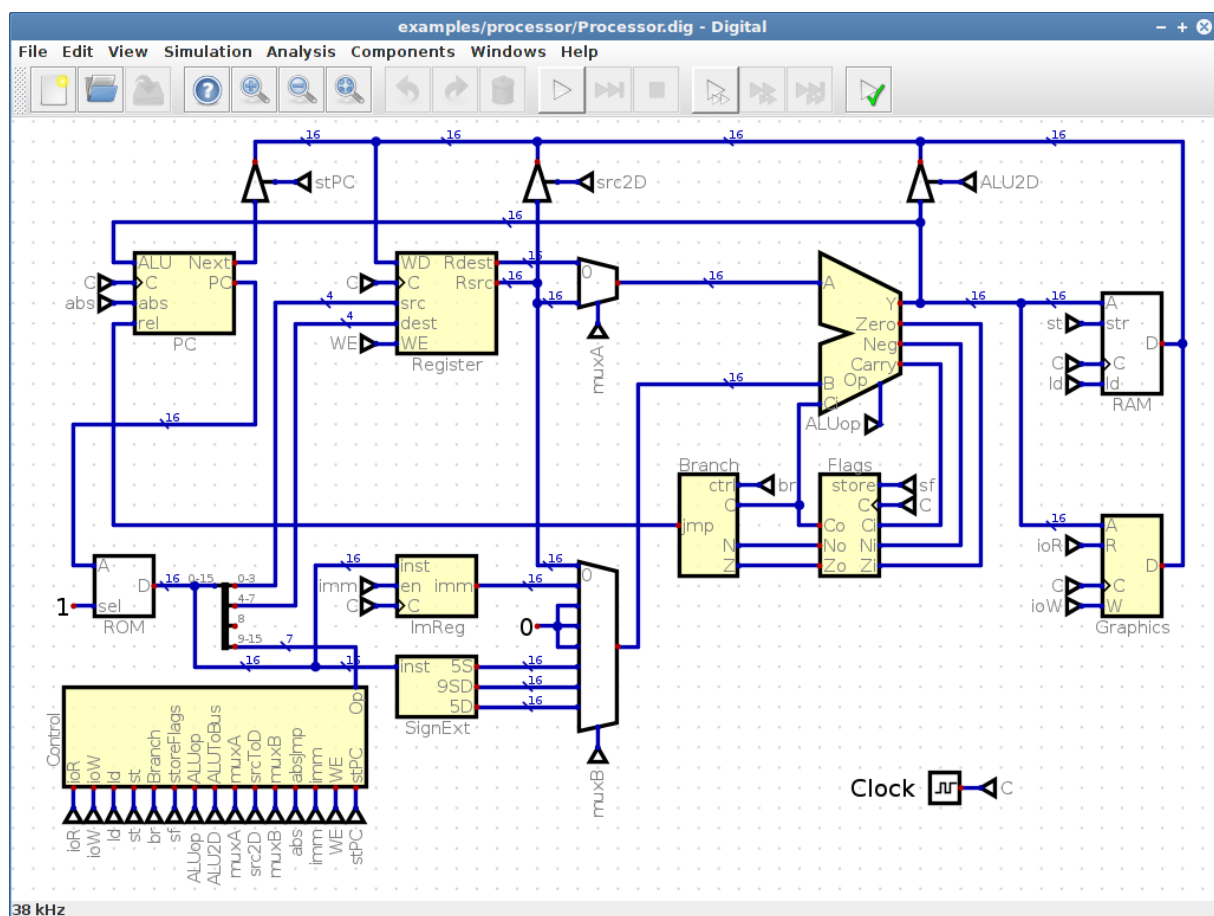 examples/processor/Processor.dig - Digital
File Edit View Simulation Analysis Components Windows Help
16 16 16 16
stPC src2D ALU2D
16
ALU Next
C C PC
abs abs
rel
PC
WD Rdest 16
C C Rsrc 16
4 src
4 dest
WE WE
Register
0
16
muxA
16
A
Y 16 16
Zero
Neg
Carry
16 B Op
Ci
ALUop
A
st str
D
C C
ld ld
RAM
16
Branch
ctrl br
C
jmp
N
Z
Flags
store sf
C C
Co Ci
No Ni
Zo Zi
16 A
ioR R
D
C C
ioW W
Graphics
A
D 16 0-15 0-3
4-7
8
9-15 7
1 sel
ROM
16 inst
imm en imm 16
C C
ImReg
16
0
0
16 16 inst 5S 16
9SD 16
5D 16
SignExt
muxB
Control
Op
ioR ioW ld st Branch storeFlags ALUop ALUToBus muxA srcToD muxB absJmp imm WE stPC
ioR ioW ld st br sf ALUop ALU2D muxA src2D muxB abs imm WE stPC
Clock C
38 kHz